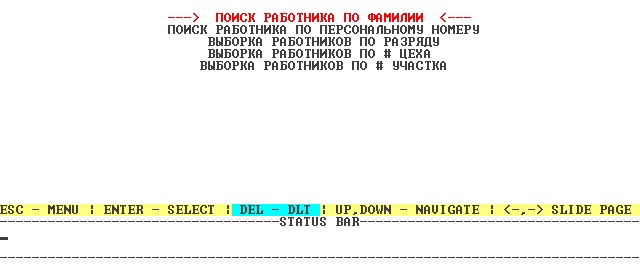 ---> ПОИСК РАБОТНИКА ПО ФАМИЛИИ <---
ПОИСК РАБОТНИКА ПО ПЕРСОНАЛЬНОМУ НОМЕРУ
ВЫБОРКА РАБОТНИКОВ ПО РАЗРЯДУ
ВЫБОРКА РАБОТНИКОВ ПО # ЦЕХА
ВЫБОРКА РАБОТНИКОВ ПО # УЧАСТКА
ESC - MENU ¦ ENTER - SELECT ¦ DEL - DLT ¦ UP,DOWN - NAVIGATE ¦ <-,-> SLIDE PAGE
STATUS BAR